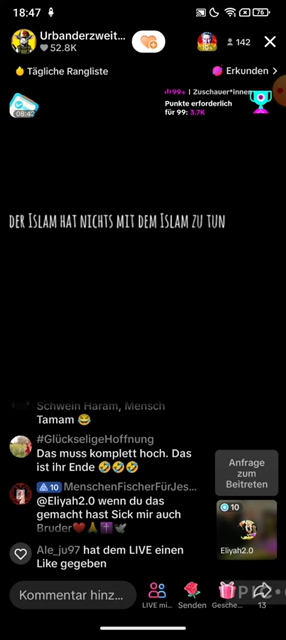 18:47
76
Urbanderzweit...
52.8K
142
Tägliche Rangliste
Erkunden >
99+ | Zuschauer*innen
Punkte erforderlich
für 99: 3.7K
08:42
DER ISLAM HAT NICHTS MIT DEM ISLAM ZU TUN
Schwein Haram, Mensch
Tamam 😂
#GlückseligeHoffnung
Das muss komplett hoch. Das
ist ihr Ende 🤣🤣🤣
10 MenschenFischerFürJes...
@Eliyah2.0 wenn du das
gemacht hast Sick mir auch
Bruder❤️🙏✝️🕊
Ale_ju97 hat dem LIVE einen
Like gegeben
Anfrage
zum
Beitreten
10
Eliyah2.0
Kommentar hinz...
LIVE mi...
Senden
Gesche...
13